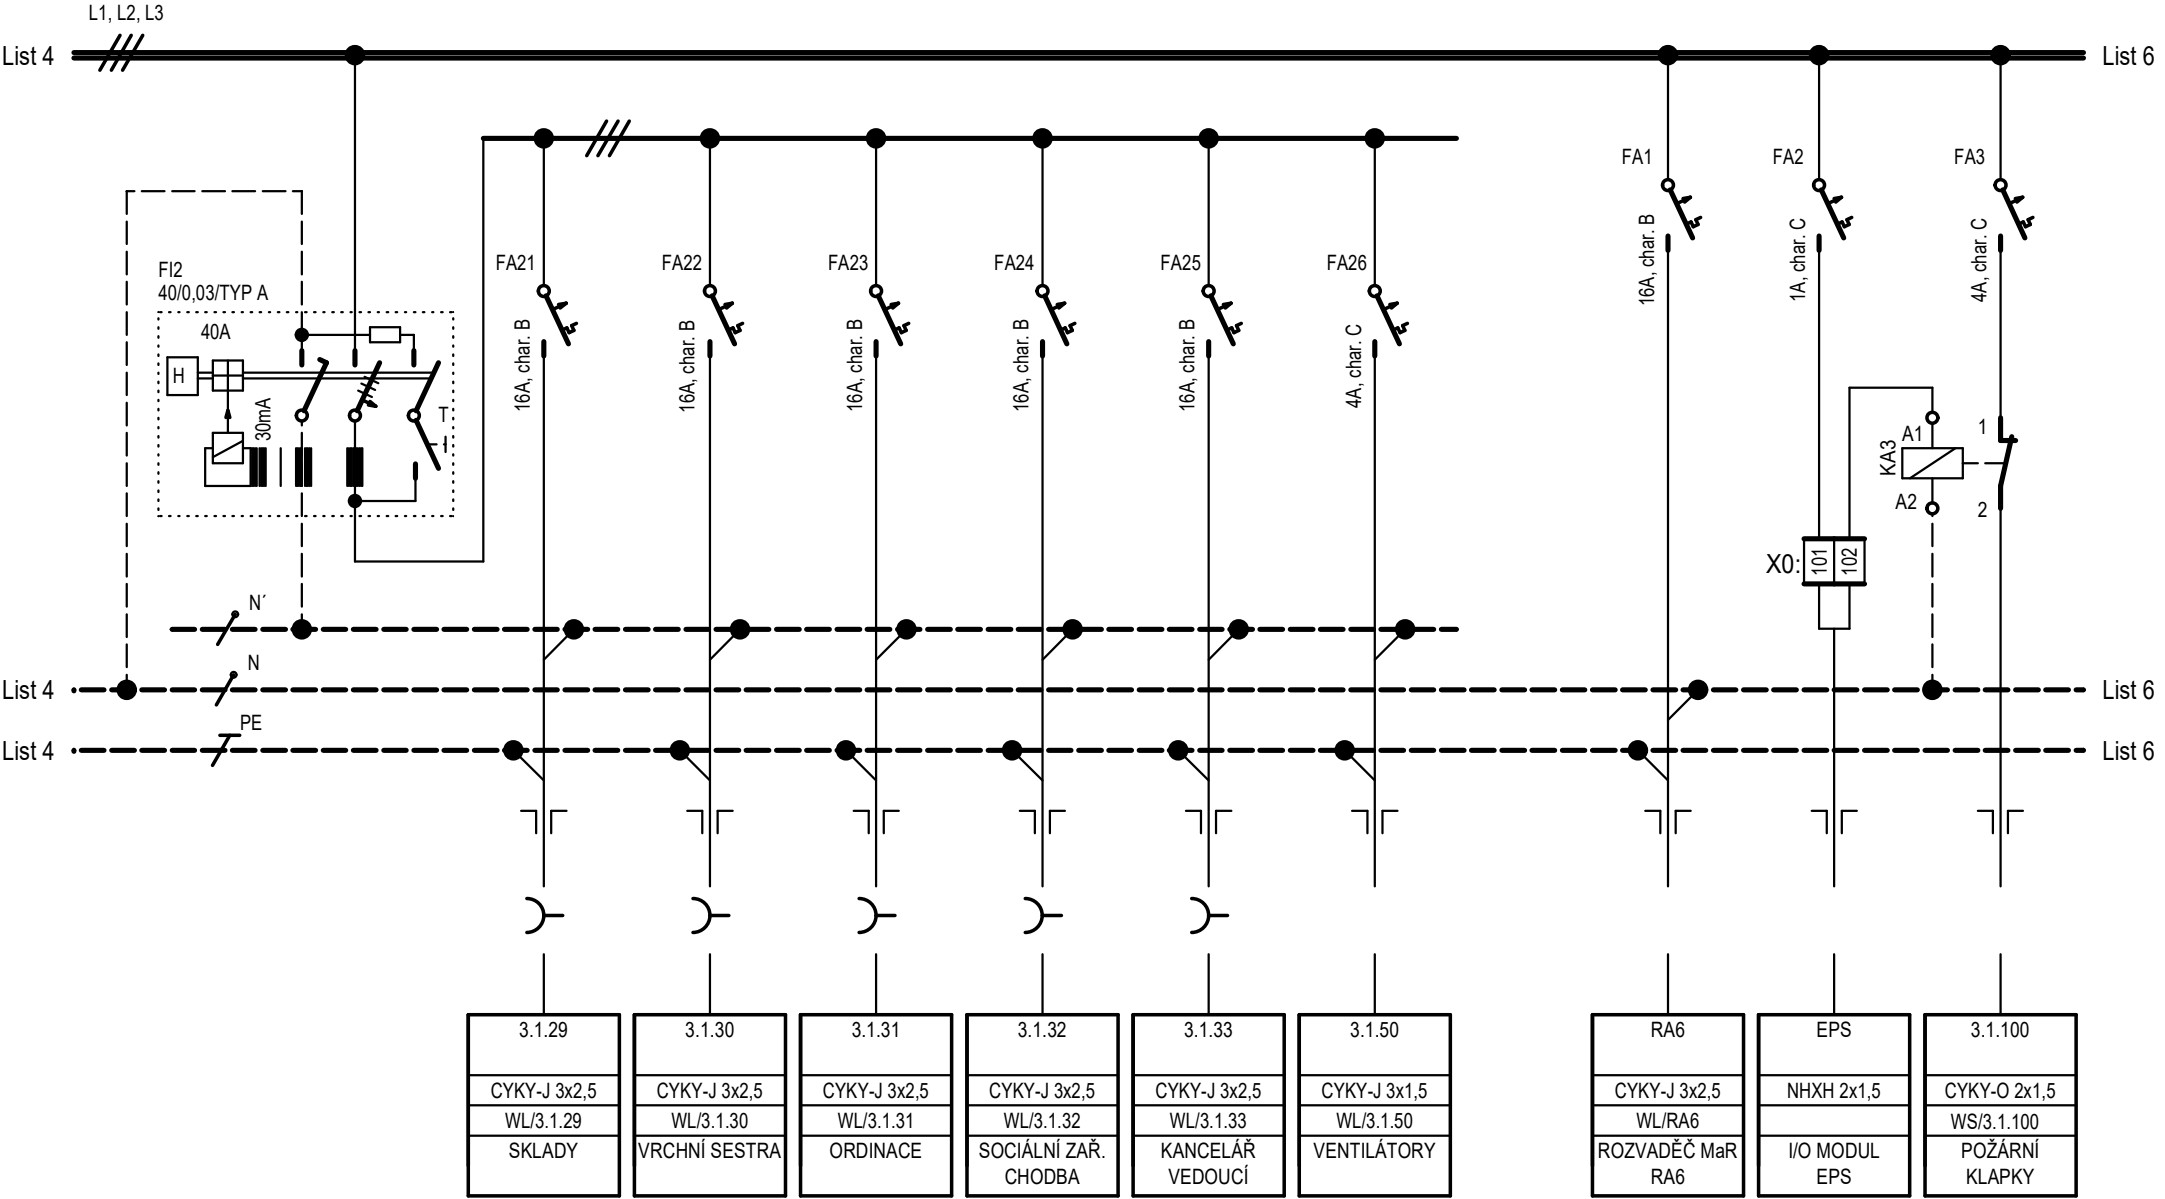 L1, L2, L3
List 4
List 6
FA1
FA2
FA3
16A, char. B
1A, char. C
4A, char. C
FI2
40/0,03/TYP A
40A
H
30mA
T
FA21
FA22
FA23
FA24
FA25
FA26
16A, char. B
16A, char. B
16A, char. B
16A, char. B
16A, char. B
4A, char. C
KA3
A1
A2
1
2
X0:
101
102
N´
N
List 4
List 6
PE
List 4
List 6
3.1.29
CYKY-J 3x2,5
WL/3.1.29
SKLADY
3.1.30
CYKY-J 3x2,5
WL/3.1.30
VRCHNÍ SESTRA
3.1.31
CYKY-J 3x2,5
WL/3.1.31
ORDINACE
3.1.32
CYKY-J 3x2,5
WL/3.1.32
SOCIÁLNÍ ZAŘ.
CHODBA
3.1.33
CYKY-J 3x2,5
WL/3.1.33
KANCELÁŘ
VEDOUCÍ
3.1.50
CYKY-J 3x1,5
WL/3.1.50
VENTILÁTORY
RA6
CYKY-J 3x2,5
WL/RA6
ROZVADĚČ MaR
RA6
EPS
NHXH 2x1,5
I/O MODUL
EPS
3.1.100
CYKY-O 2x1,5
WS/3.1.100
POŽÁRNÍ
KLAPKY